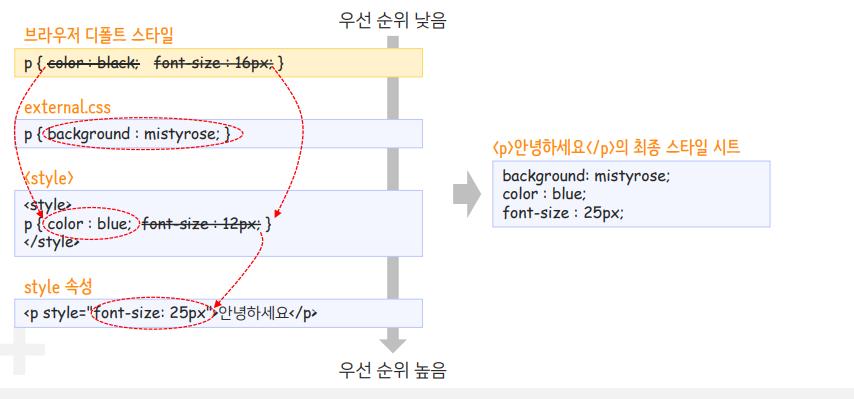 우선 순위 낮음
브라우저 디폴트 스타일
p { color : black; font-size : 16px; }
external.css
p { background : mistyrose; }
<style>
<style>
p { color : blue; font-size : 12px; }
</style>
style 속성
<p style="font-size: 25px">안녕하세요</p>
우선 순위 높음
<p>안녕하세요</p>의 최종 스타일 시트
background: mistyrose;
color : blue;
font-size : 25px;